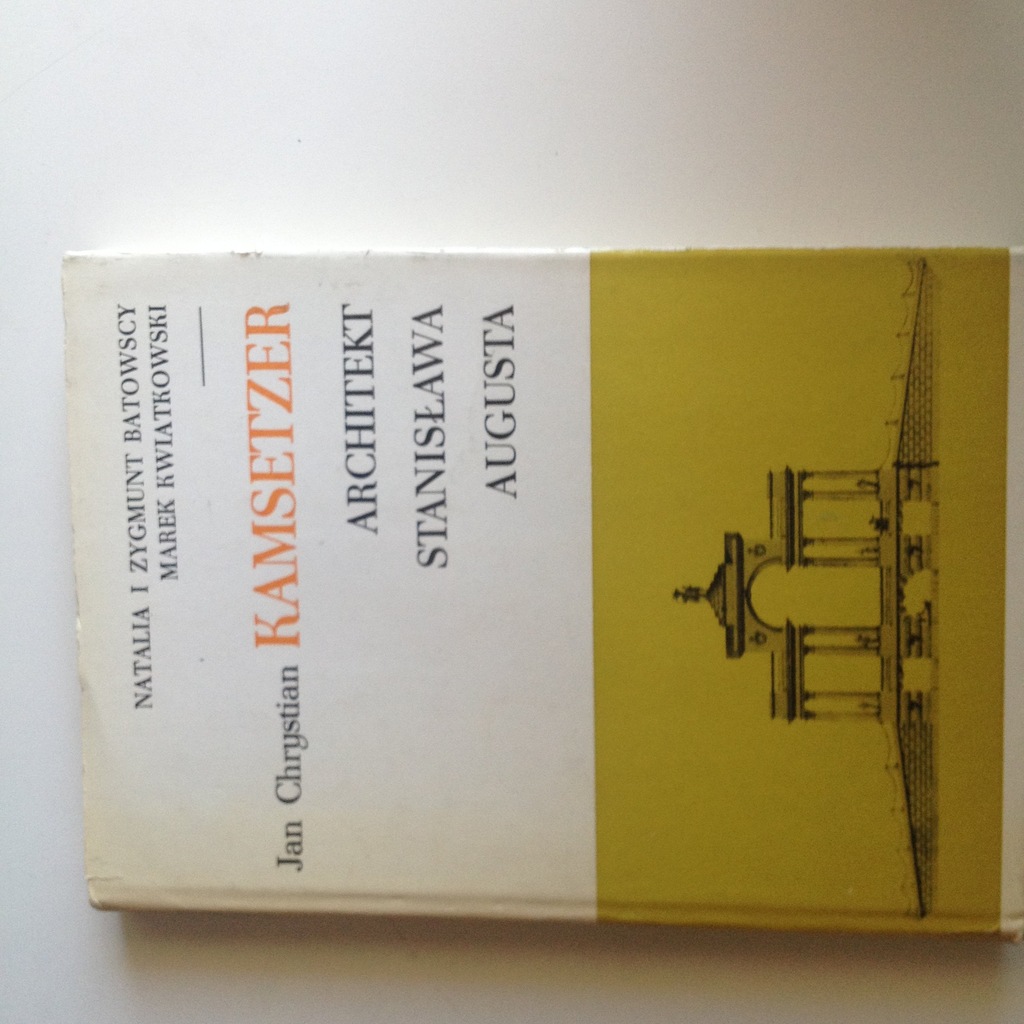 NATALIA I ZYGMUNT BATOWSCY
MAREK KWIATKOWSKI
Jan Chrystian KAMSETZER
ARCHITEKT
STANISŁAWA
AUGUSTA